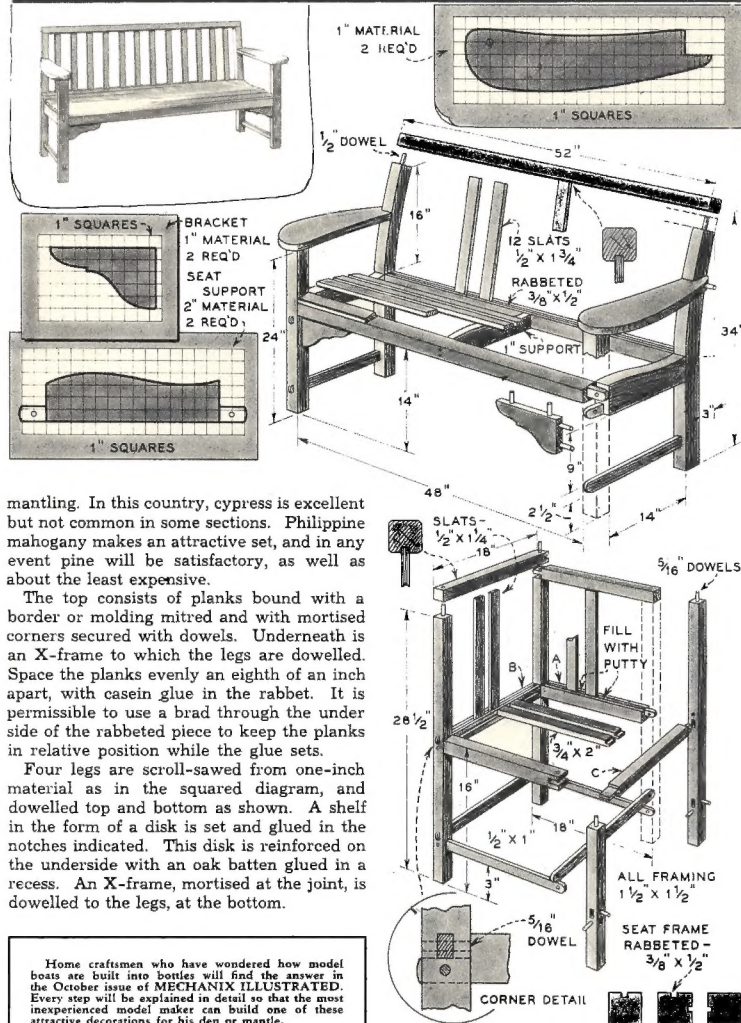 1" MATERIAL
2 REQ'D
1" SQUARES
1/2" DOWEL
52"
16"
12 SLATS
1/2" X 1 3/4"
RABBETED
3/8" X 1/2"
1" SUPPORT
34"
24"
14"
3"
9"
48"
2 1/2"
14"
1" SQUARES
BRACKET
1" MATERIAL
2 REQ'D
SEAT
SUPPORT
2" MATERIAL
2 REQ'D
1" SQUARES
mantling. In this country, cypress is excellent
but not common in some sections. Philippine
mahogany makes an attractive set, and in any
event pine will be satisfactory, as well as
about the least expensive.
The top consists of planks bound with a
border or molding mitred and with mortised
corners secured with dowels. Underneath is
an X-frame to which the legs are dowelled.
Space the planks evenly an eighth of an inch
apart, with casein glue in the rabbet. It is
permissible to use a brad through the under
side of the rabbeted piece to keep the planks
in relative position while the glue sets.
Four legs are scroll-sawed from one-inch
material as in the squared diagram, and
dowelled top and bottom as shown. A shelf
in the form of a disk is set and glued in the
notches indicated. This disk is reinforced on
the underside with an oak batten glued in a
recess. An X-frame, mortised at the joint, is
dowelled to the legs, at the bottom.
Home craftsmen who have wondered how model
boats are built into bottles will find the answer in
the October issue of MECHANIX ILLUSTRATED.
Every step will be explained in detail so that the most
inexperienced model maker can build one of these
attractive decorations for his den or mantle.
SLATS-
1/2" X 1 1/4"
18"
5/16" DOWELS
FILL
WITH
PUTTY
A
B
28 1/2"
3/4" X 2"
C
16"
18"
1/2" X 1"
3"
ALL FRAMING
1 1/2" X 1 1/2"
5/16"
DOWEL
CORNER DETAIL
SEAT FRAME
RABBETED-
3/8" X 1/2"